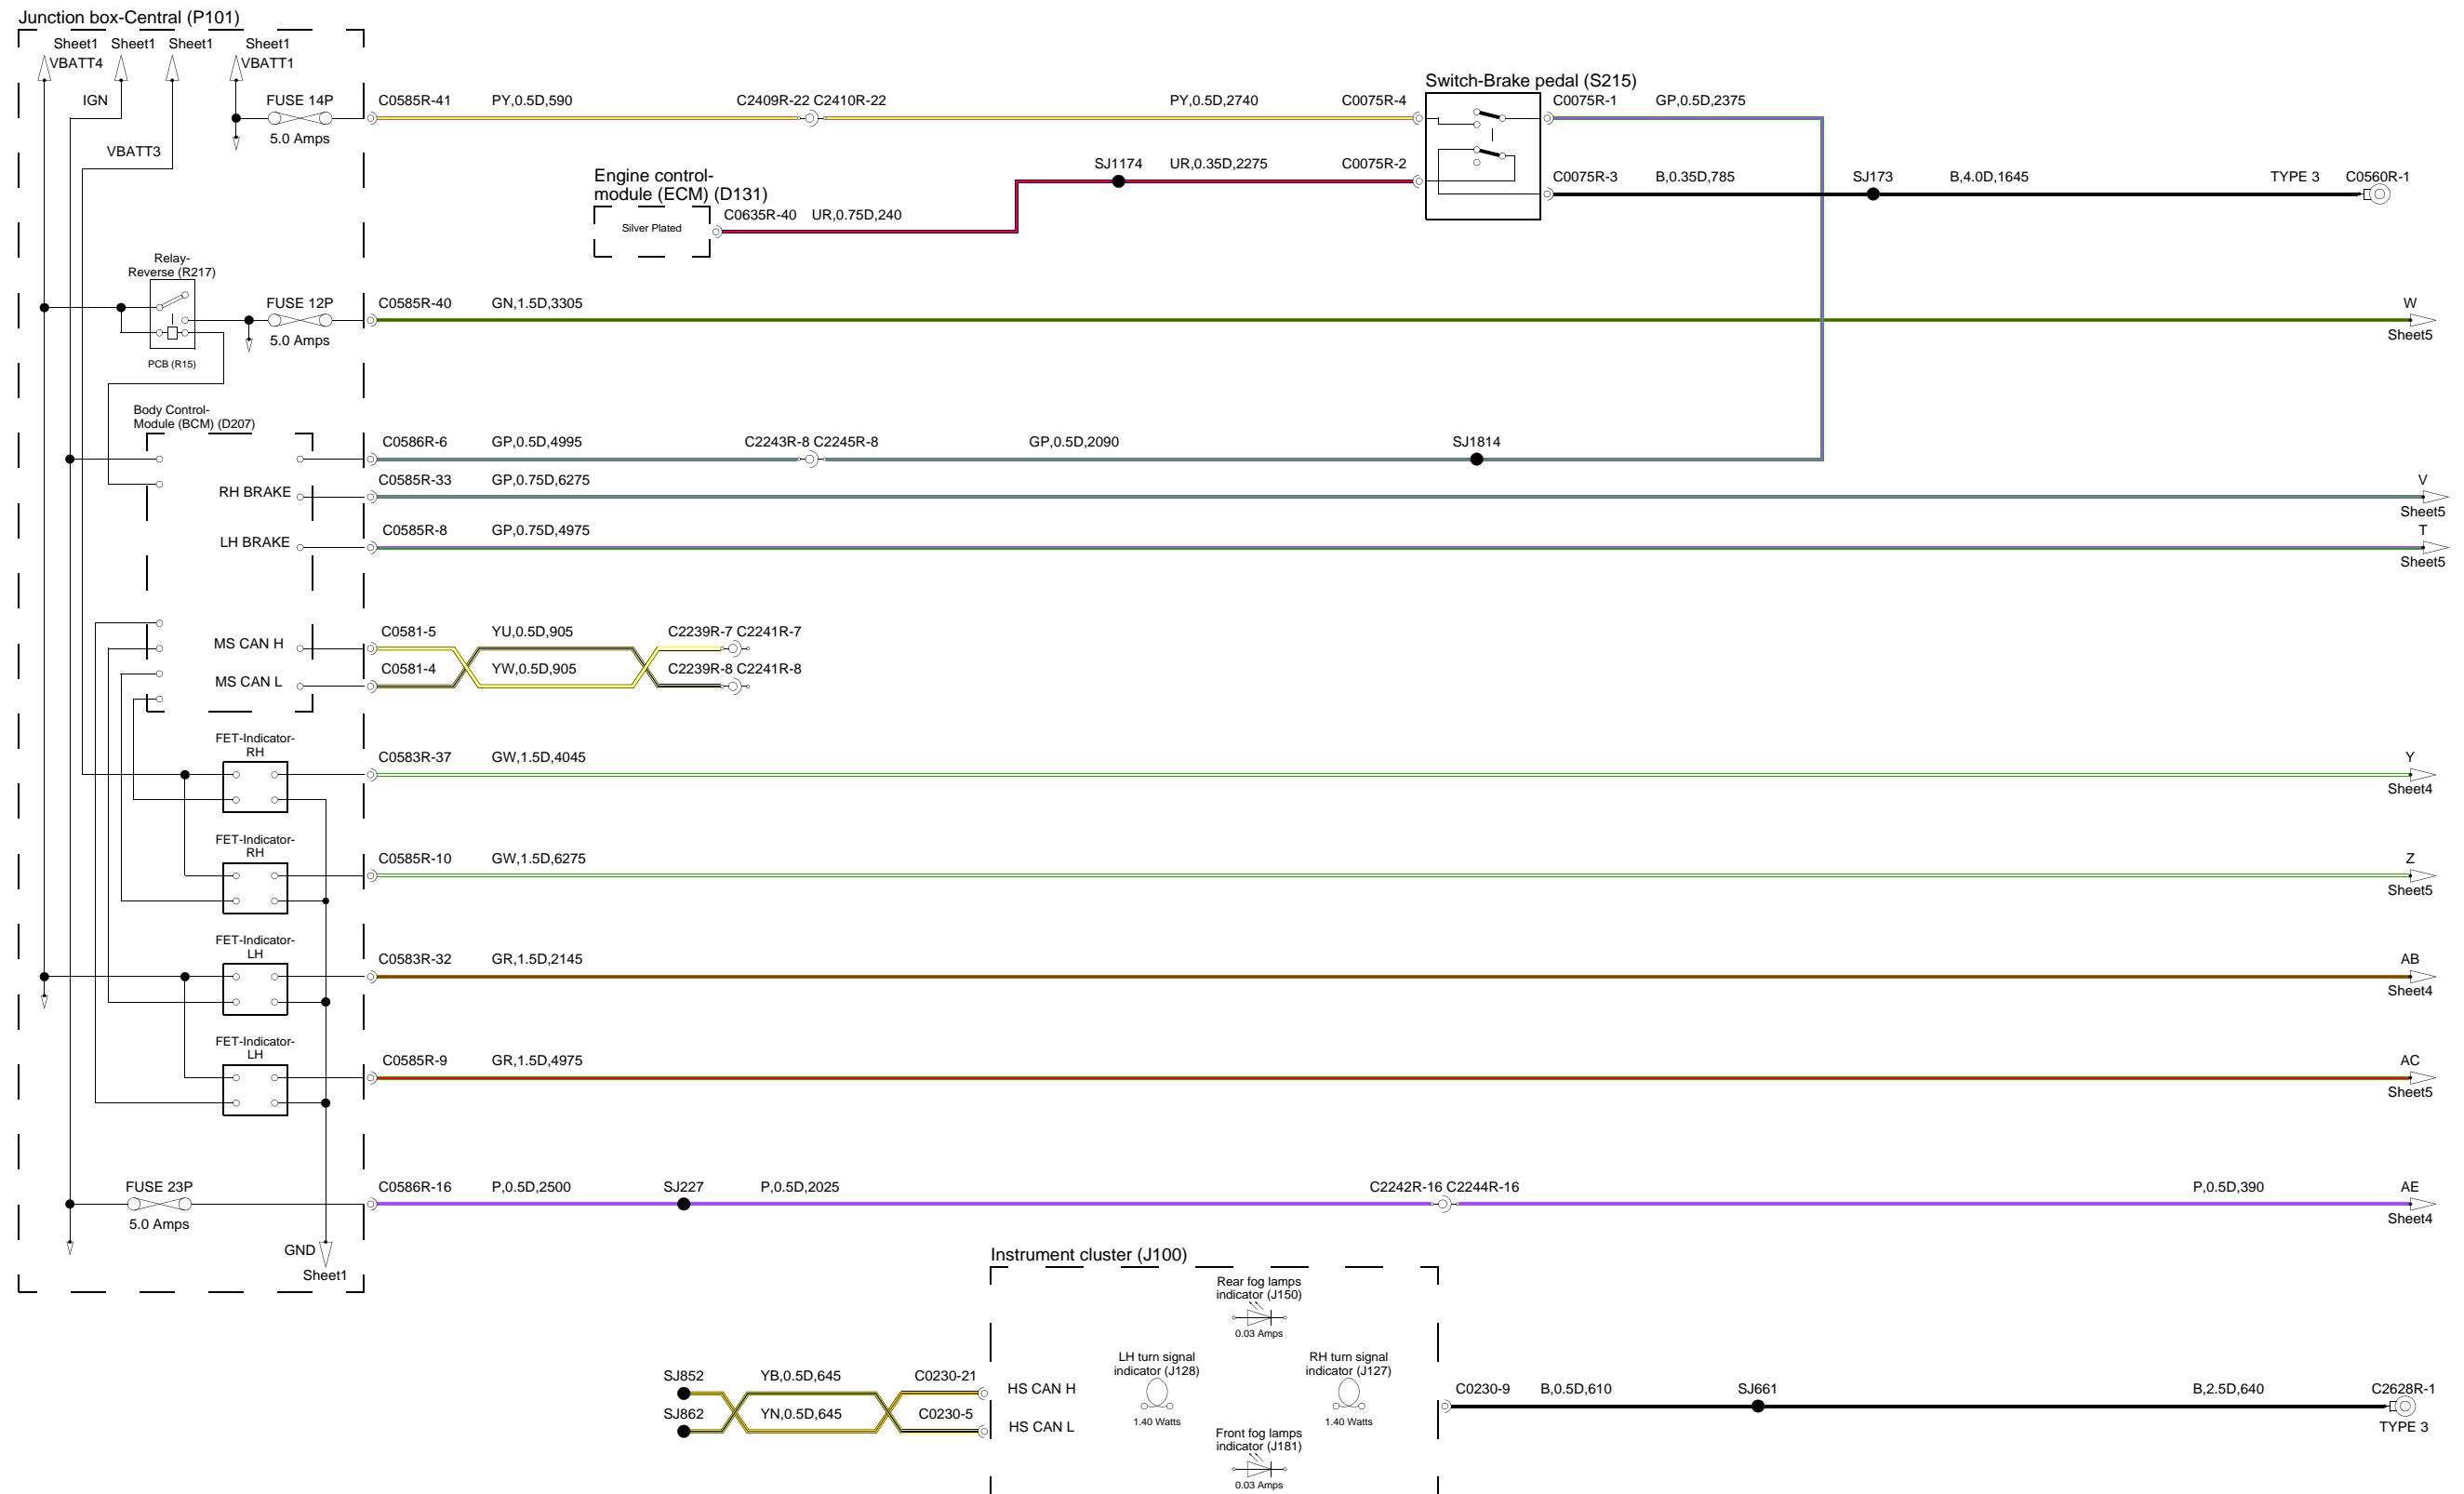 Junction box-Central (P101)
Sheet1 Sheet1 Sheet1 Sheet1
VBATT4 VBATT1
IGN
FUSE 14P
5.0 Amps
VBATT3
C0585R-41 PY,0.5D,590 C2409R-22 C2410R-22 PY,0.5D,2740 C0075R-4
Switch-Brake pedal (S215)
C0075R-1 GP,0.5D,2375
SJ1174 UR,0.35D,2275 C0075R-2
Engine control-
module (ECM) (D131)
Silver Plated
C0635R-40 UR,0.75D,240
C0075R-3 B,0.35D,785 SJ173 B,4.0D,1645 TYPE 3 C0560R-1
Relay-
Reverse (R217)
PCB (R15)
FUSE 12P
5.0 Amps
C0585R-40 GN,1.5D,3305 W
Sheet5
Body Control-
Module (BCM) (D207)
C0586R-6 GP,0.5D,4995 C2243R-8 C2245R-8 GP,0.5D,2090 SJ1814
RH BRAKE C0585R-33 GP,0.75D,6275 V
Sheet5
LH BRAKE C0585R-8 GP,0.75D,4975 T
Sheet5
MS CAN H C0581-5 YU,0.5D,905 C2239R-7 C2241R-7
MS CAN L C0581-4 YW,0.5D,905 C2239R-8 C2241R-8
FET-Indicator-
RH
C0583R-37 GW,1.5D,4045 Y
Sheet4
FET-Indicator-
RH
C0585R-10 GW,1.5D,6275 Z
Sheet5
FET-Indicator-
LH
C0583R-32 GR,1.5D,2145 AB
Sheet4
FET-Indicator-
LH
C0585R-9 GR,1.5D,4975 AC
Sheet5
FUSE 23P
5.0 Amps
C0586R-16 P,0.5D,2500 SJ227 P,0.5D,2025 C2242R-16 C2244R-16 P,0.5D,390 AE
Sheet4
GND
Sheet1
Instrument cluster (J100)
Rear fog lamps
indicator (J150)
0.03 Amps
LH turn signal
indicator (J128)
1.40 Watts
RH turn signal
indicator (J127)
1.40 Watts
SJ852 YB,0.5D,645 C0230-21 HS CAN H
SJ862 YN,0.5D,645 C0230-5 HS CAN L
C0230-9 B,0.5D,610 SJ661 B,2.5D,640 C2628R-1
TYPE 3
Front fog lamps
indicator (J181)
0.03 Amps